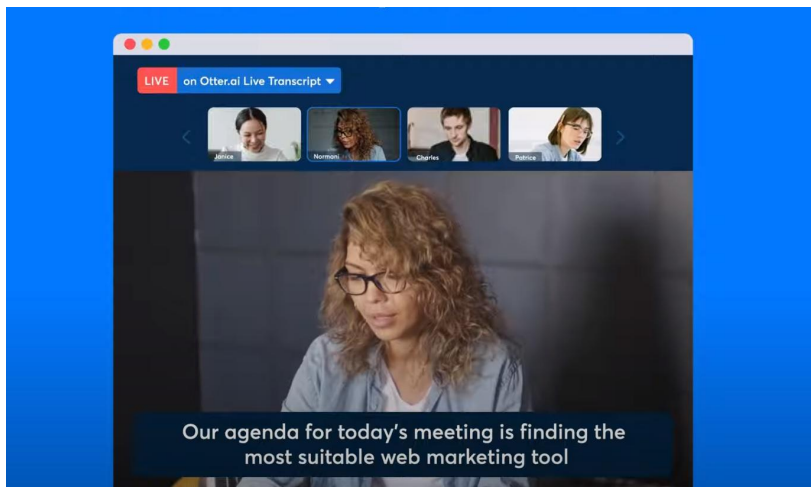 LIVE on Otter.ai Live Transcript
Janice
Normani
Charles
Patrice
Our agenda for today's meeting is finding the
most suitable web marketing tool